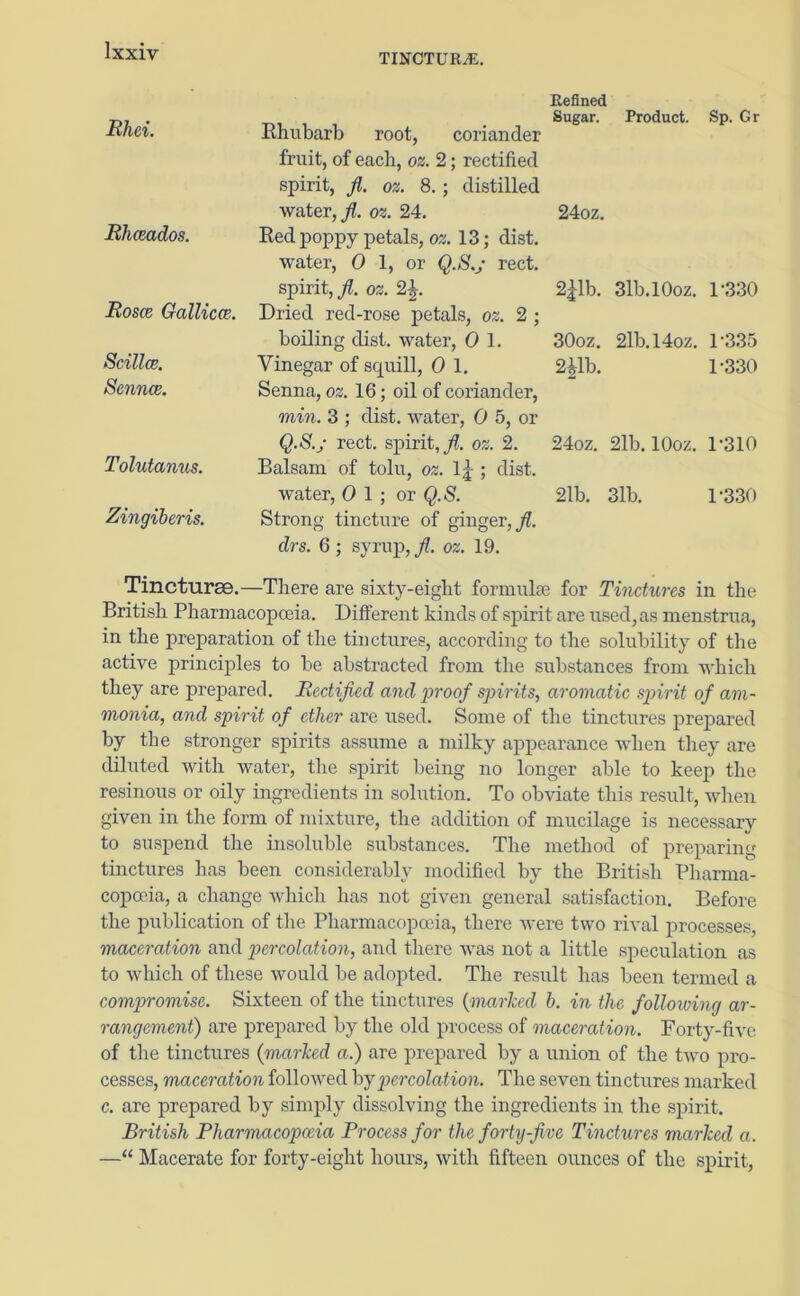 lxxiv
TINCTURÆ.
Refined
Sugar. Product. Sp. Gr
Rhei. Rhubarb root, coriander
fruit, of each, oz. 2; rectified
spirit, fl. oz. 8.; distilled
water, fl. oz. 24. 24oz.
Rhœados. Red poppy petals, oz. 13; dist.
water, O 1, or Q.S.; rect.
spirit, fl. oz. 2½. 2¼lb. 3lb.10oz. 1·330
Rosæ Gallicæ. Dried red-rose petals, oz. 2;
boiling dist. water, O 1. 30oz. 2lb.14oz. 1·335
Scillæ. Vinegar of squill, O 1. 2½lb. 1·330
Sennæ. Senna, oz. 16; oil of coriander,
min. 3; dist. water, O 5, or
Q.S.; rect. spirit, fl. oz. 2. 24oz. 2lb. 10oz. 1·310
Tolutanus. Balsam of tolu, oz. 1¼; dist.
water, O 1; or Q.S. 2lb. 3lb. 1·330
Zingiberis. Strong tincture of ginger, fl.
drs. 6; syrup, fl. oz. 19.
Tincturæ.—There are sixty-eight formulæ for Tinctures in the
British Pharmacopœia. Different kinds of spirit are used, as menstrua,
in the preparation of the tinctures, according to the solubility of the
active principles to be abstracted from the substances from which
they are prepared. Rectified and proof spirits, aromatic spirit of am-
monia, and spirit of ether are used. Some of the tinctures prepared
by the stronger spirits assume a milky appearance when they are
diluted with water, the spirit being no longer able to keep the
resinous or oily ingredients in solution. To obviate this result, when
given in the form of mixture, the addition of mucilage is necessary
to suspend the insoluble substances. The method of preparing
tinctures has been considerably modified by the British Pharma-
copœia, a change which has not given general satisfaction. Before
the publication of the Pharmacopœia, there were two rival processes,
maceration and percolation, and there was not a little speculation as
to which of these would be adopted. The result has been termed a
compromise. Sixteen of the tinctures (marked b. in the following ar-
rangement) are prepared by the old process of maceration. Forty-five
of the tinctures (marked a.) are prepared by a union of the two pro-
cesses, maceration followed by percolation. The seven tinctures marked
c. are prepared by simply dissolving the ingredients in the spirit.
British Pharmacopœia Process for the forty-five Tinctures marked a.
—“ Macerate for forty-eight hours, with fifteen ounces of the spirit,